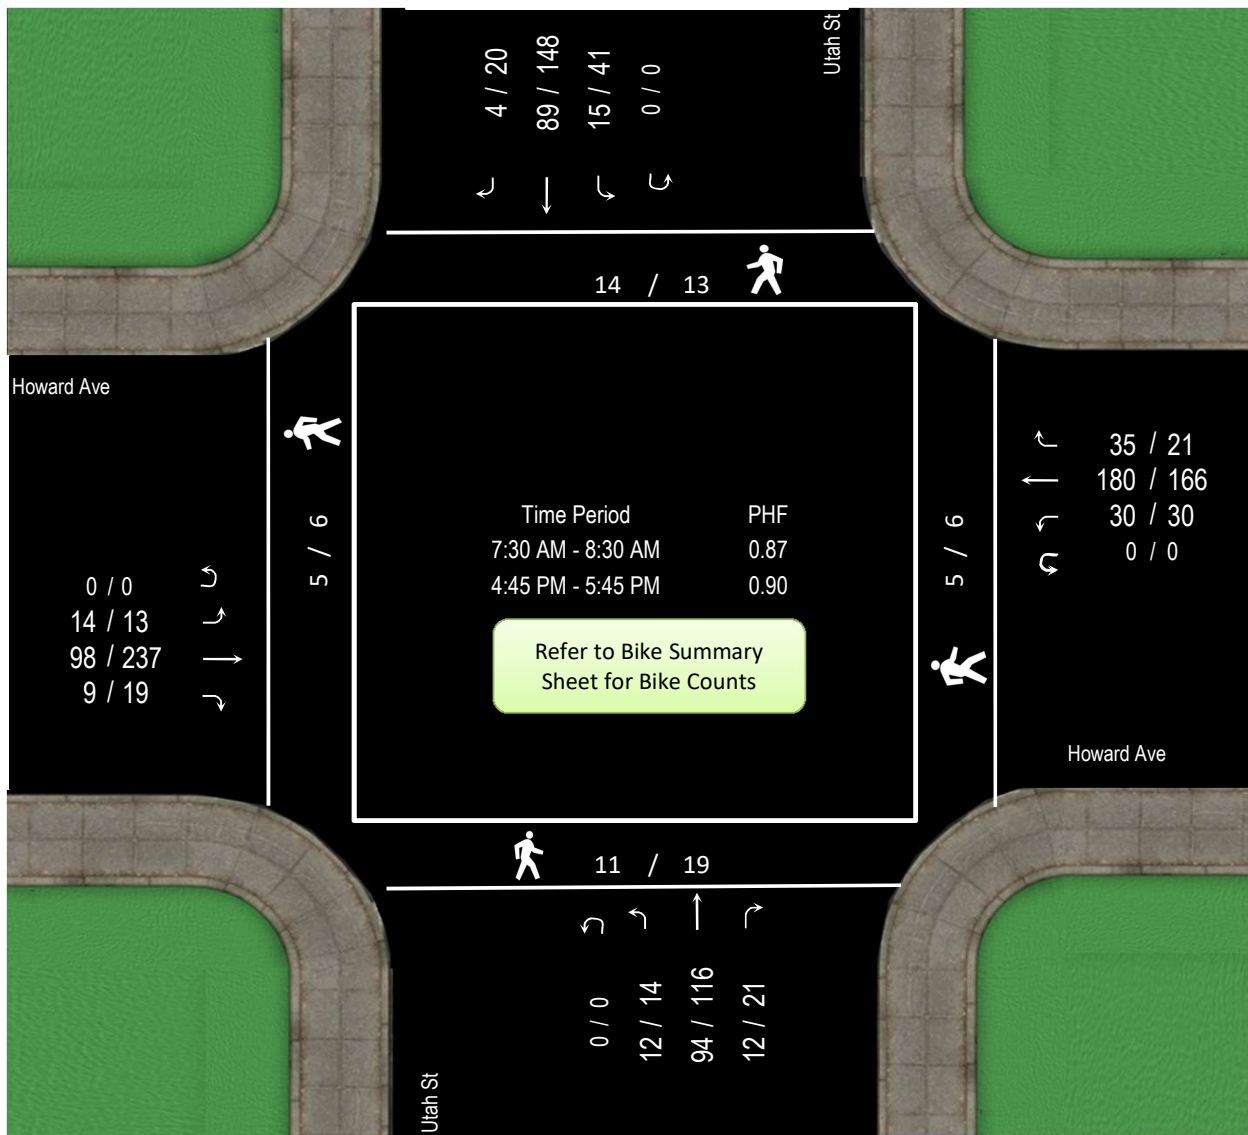 Utah St
4 / 20
89 / 148
15 / 41
0 / 0
14 / 13
Howard Ave
35 / 21
180 / 166
30 / 30
0 / 0
5 / 6
5 / 6
Time Period PHF
7:30 AM - 8:30 AM 0.87
4:45 PM - 5:45 PM 0.90
0 / 0
14 / 13
98 / 237
9 / 19
Refer to Bike Summary
Sheet for Bike Counts
Howard Ave
11 / 19
0 / 0
12 / 14
94 / 116
12 / 21
Utah St